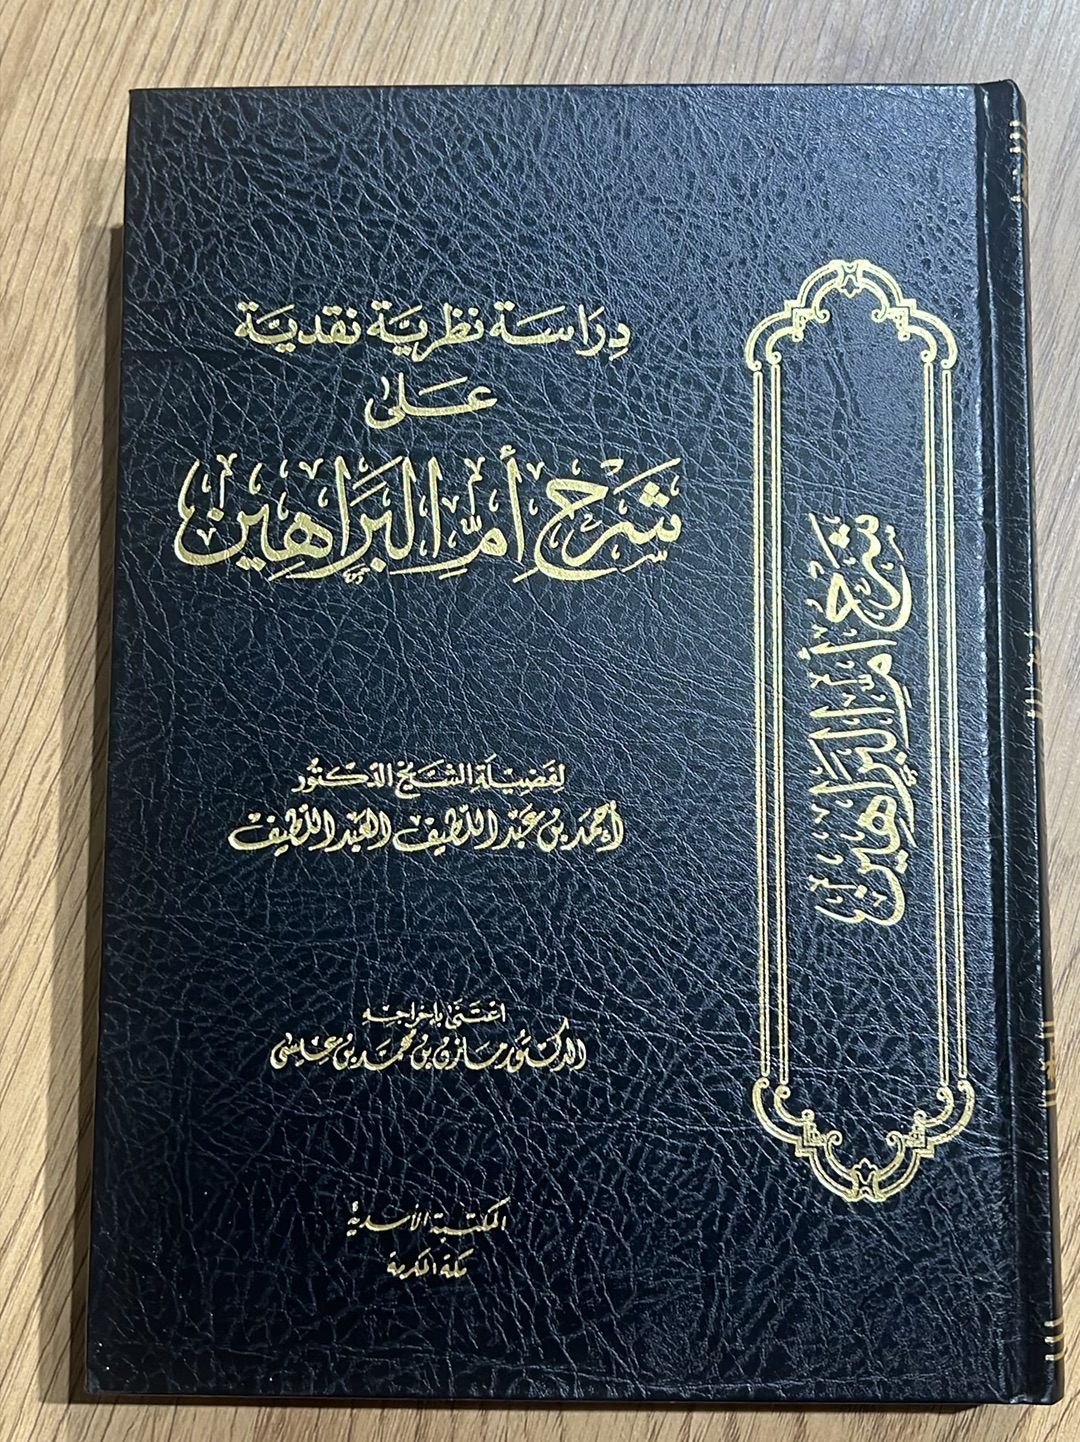 دراسة نظرية نقدية
على
شرح أم البراهين
لفضيلة الشيخ الدكتور
أحمد بن عبد اللطيف العبد اللطيف
اعتنى بإخراجه
الدكتور مازن بن محمد بن عيسى
المكتبة الأسدية
مكة المكرمة
شرح أم البراهين